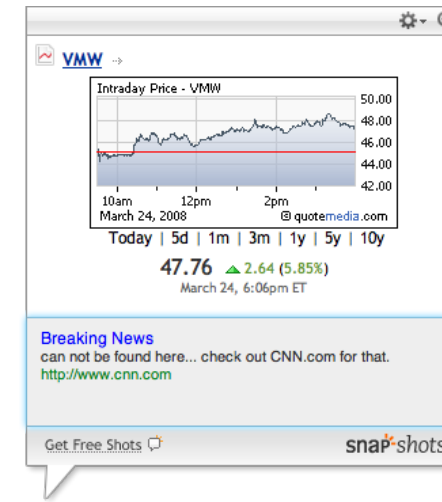 VMW
Intraday Price - VMW
50.00
48.00
46.00
44.00
42.00
10am 12pm 2pm
March 24, 2008 @ quotemedia.com
Today | 5d | 1m | 3m | 1y | 5y | 10y
47.76 2.64 (5.85%)
March 24, 6:06pm ET
Breaking News
can not be found here... check out CNN.com for that.
http://www.cnn.com
Get Free Shots
snap shots